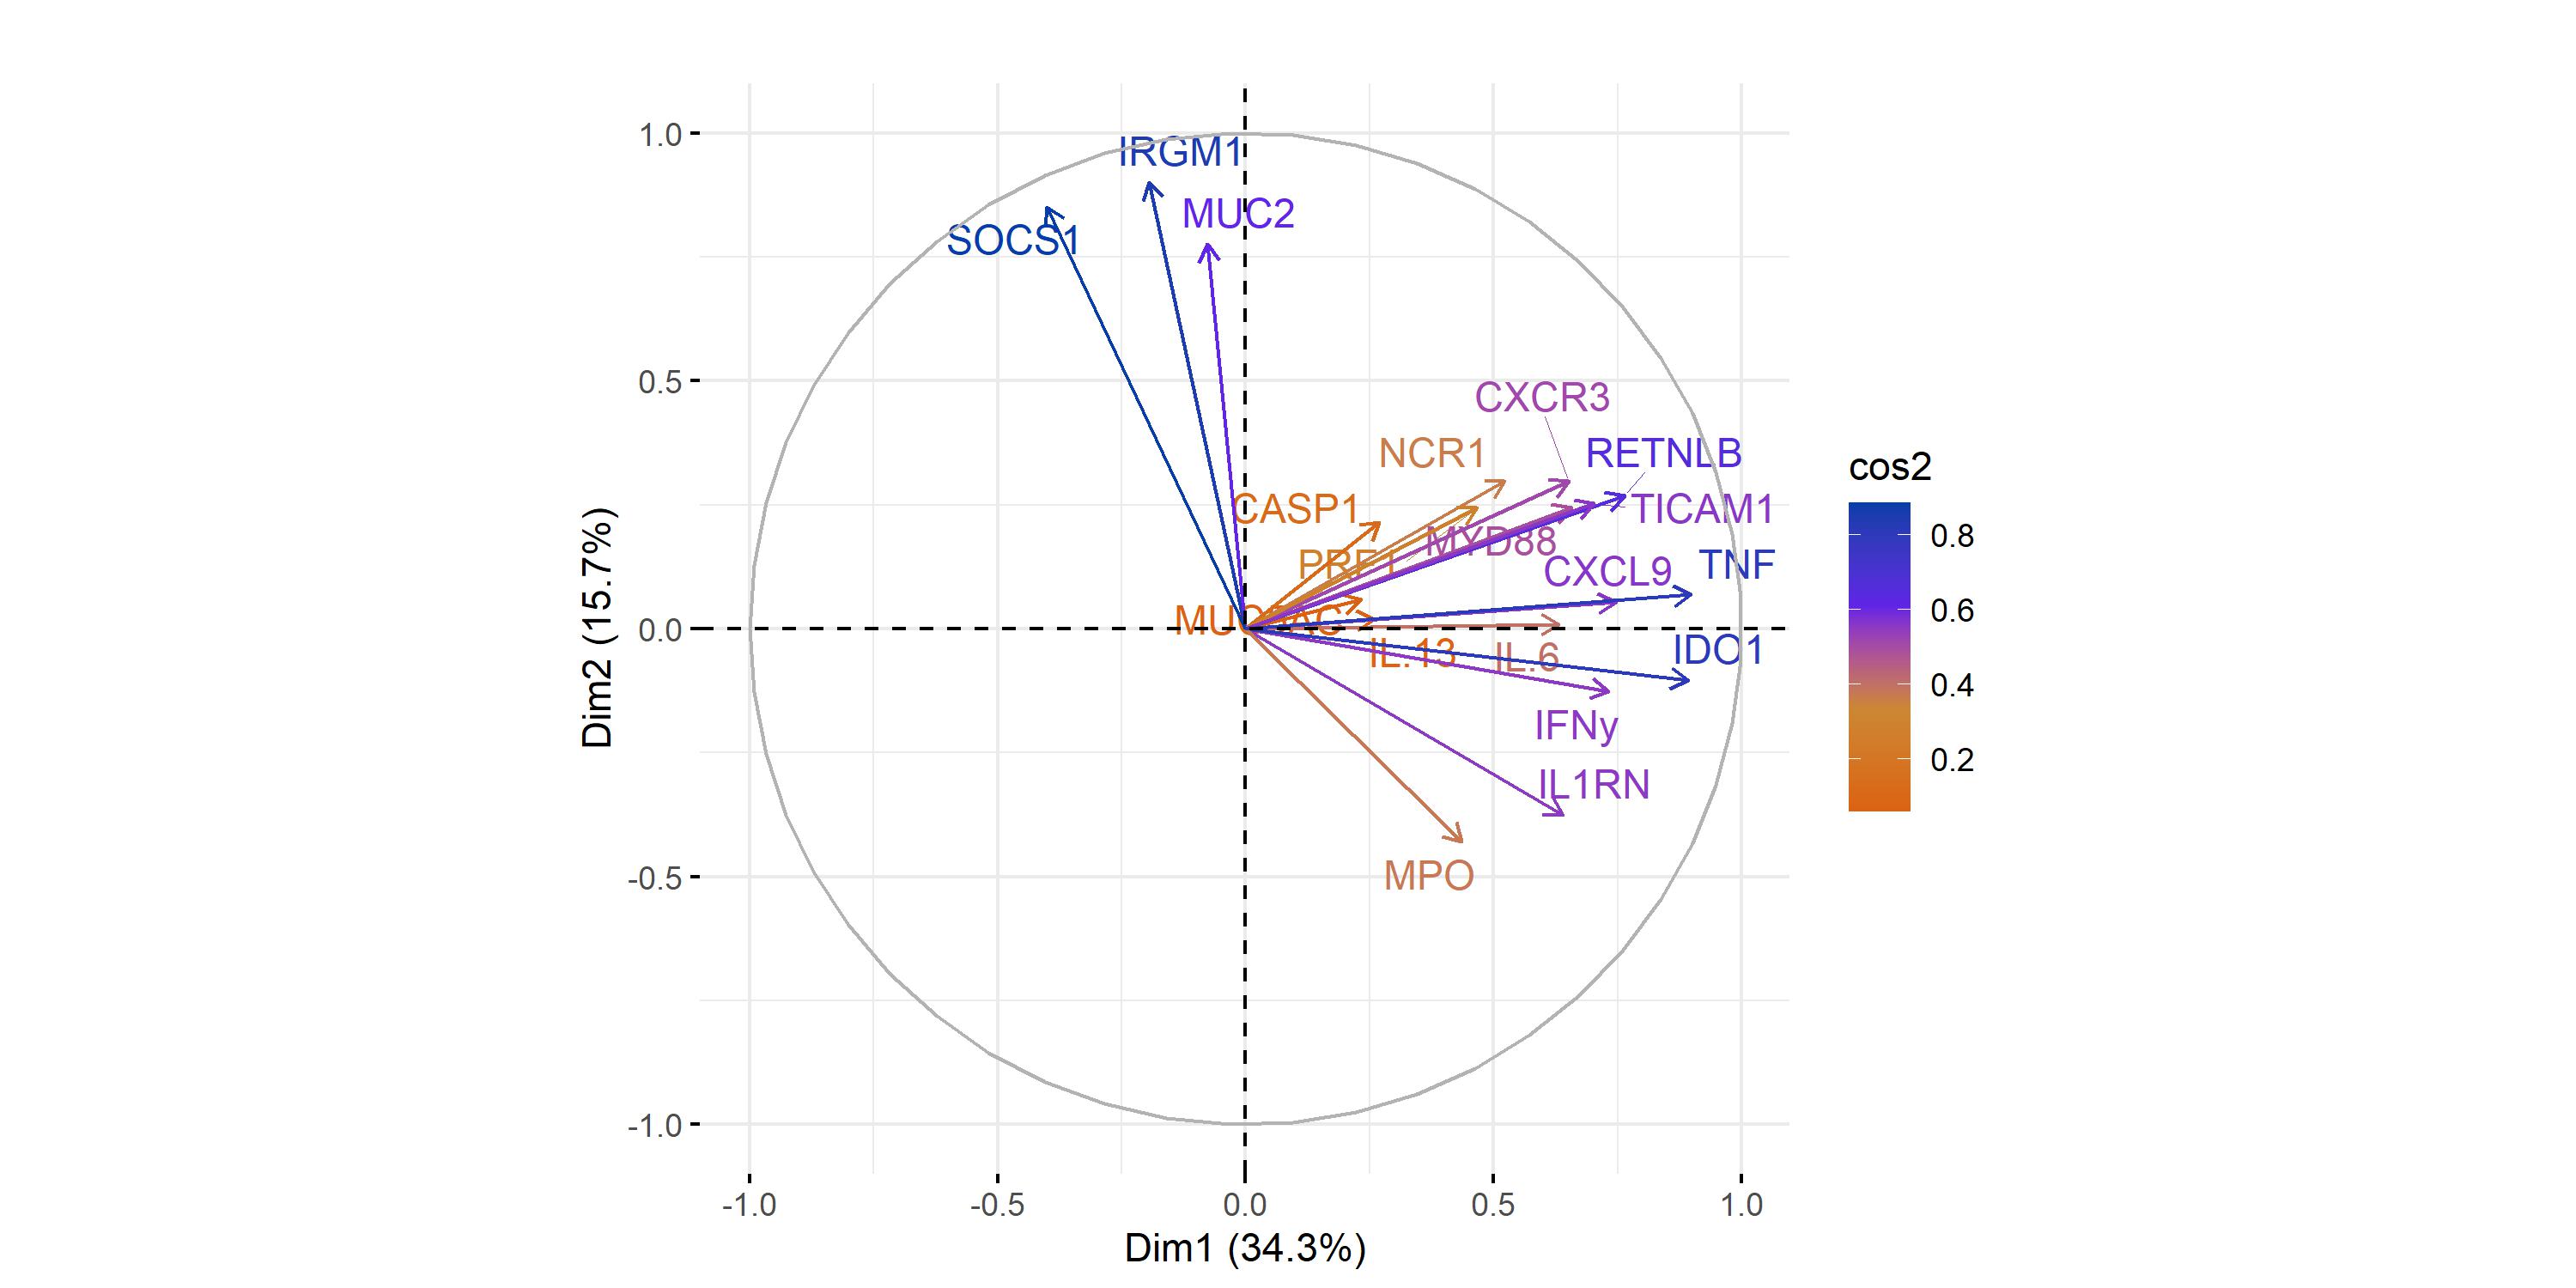 1.0
IRGM1
MUC2
SOCS1
0.5
CXCR3
NCR1
RETNLB
cos2
CASP1
TICAM1
0.8
MYD88
PRF1
CXCL9
TNF
0.6
MUC5AC
0.0
IL.13
IL.6
IDO1
0.4
IFNy
0.2
IL1RN
MPO
-0.5
-1.0
Dim2 (15.7%)
-1.0
-0.5
0.0
0.5
1.0
Dim1 (34.3%)